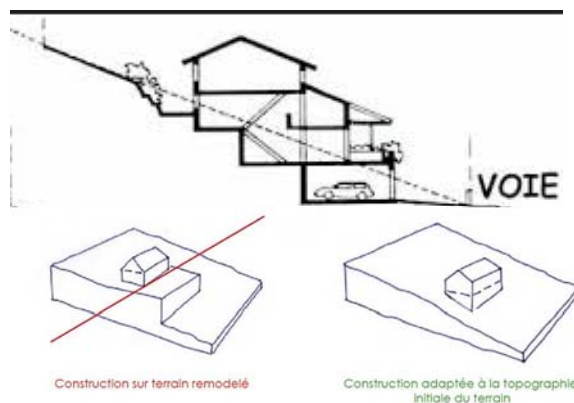 VOIE
Construction sur terrain remodelé
Construction adaptée à la topographie
initiale du terrain